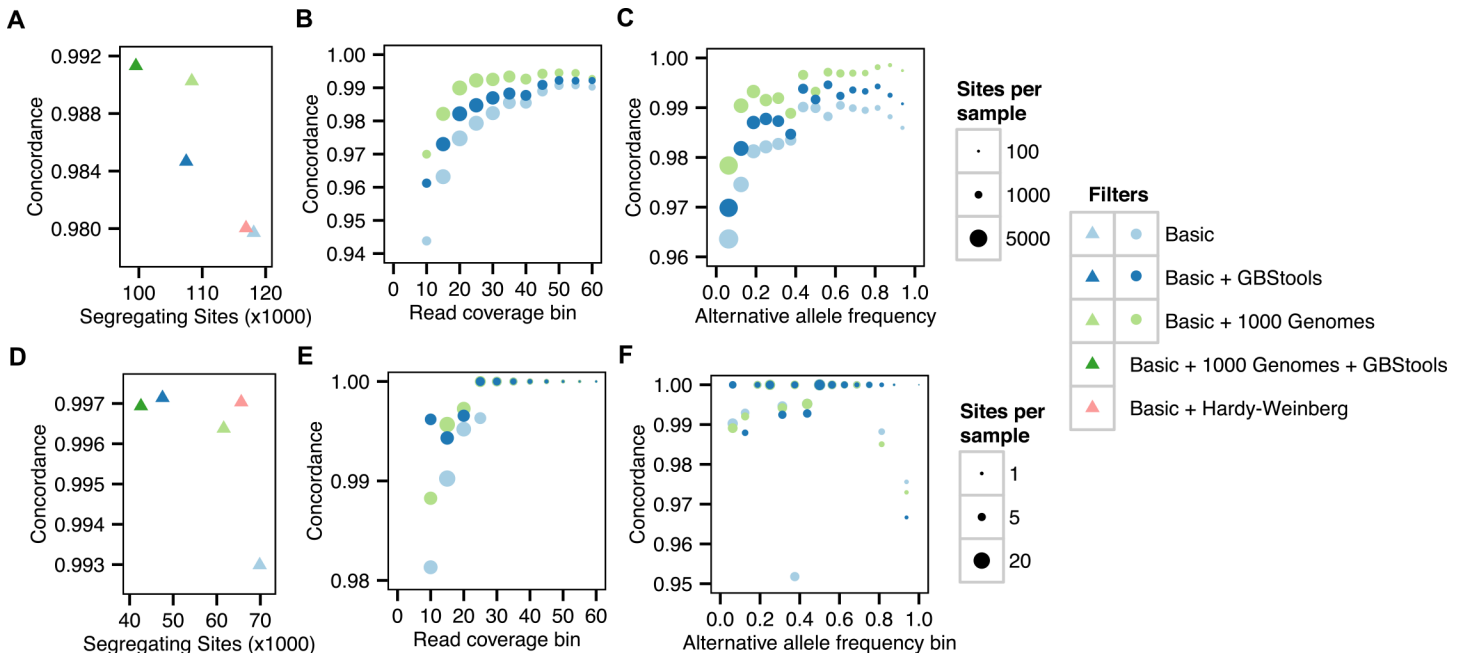 A
0.992
0.988
0.984
0.980
Concordance
100 110 120
Segregating Sites (x1000)
B
1.00
0.99
0.98
0.97
0.96
0.95
0.94
Concordance
0 10 20 30 40 50 60
Read coverage bin
C
1.00
0.99
0.98
0.97
0.96
Concordance
0.0 0.2 0.4 0.6 0.8 1.0
Alternative allele frequency
Sites per
sample
100
1000
5000
Filters
Basic
Basic + GBStools
Basic + 1000 Genomes
Basic + 1000 Genomes + GBStools
Basic + Hardy-Weinberg
D
0.997
0.996
0.995
0.994
0.993
Concordance
40 50 60 70
Segregating Sites (x1000)
E
1.00
0.99
0.98
Concordance
0 10 20 30 40 50 60
Read coverage bin
F
1.00
0.99
0.98
0.97
0.96
0.95
Concordance
0.0 0.2 0.4 0.6 0.8 1.0
Alternative allele frequency bin
Sites per
sample
1
5
20